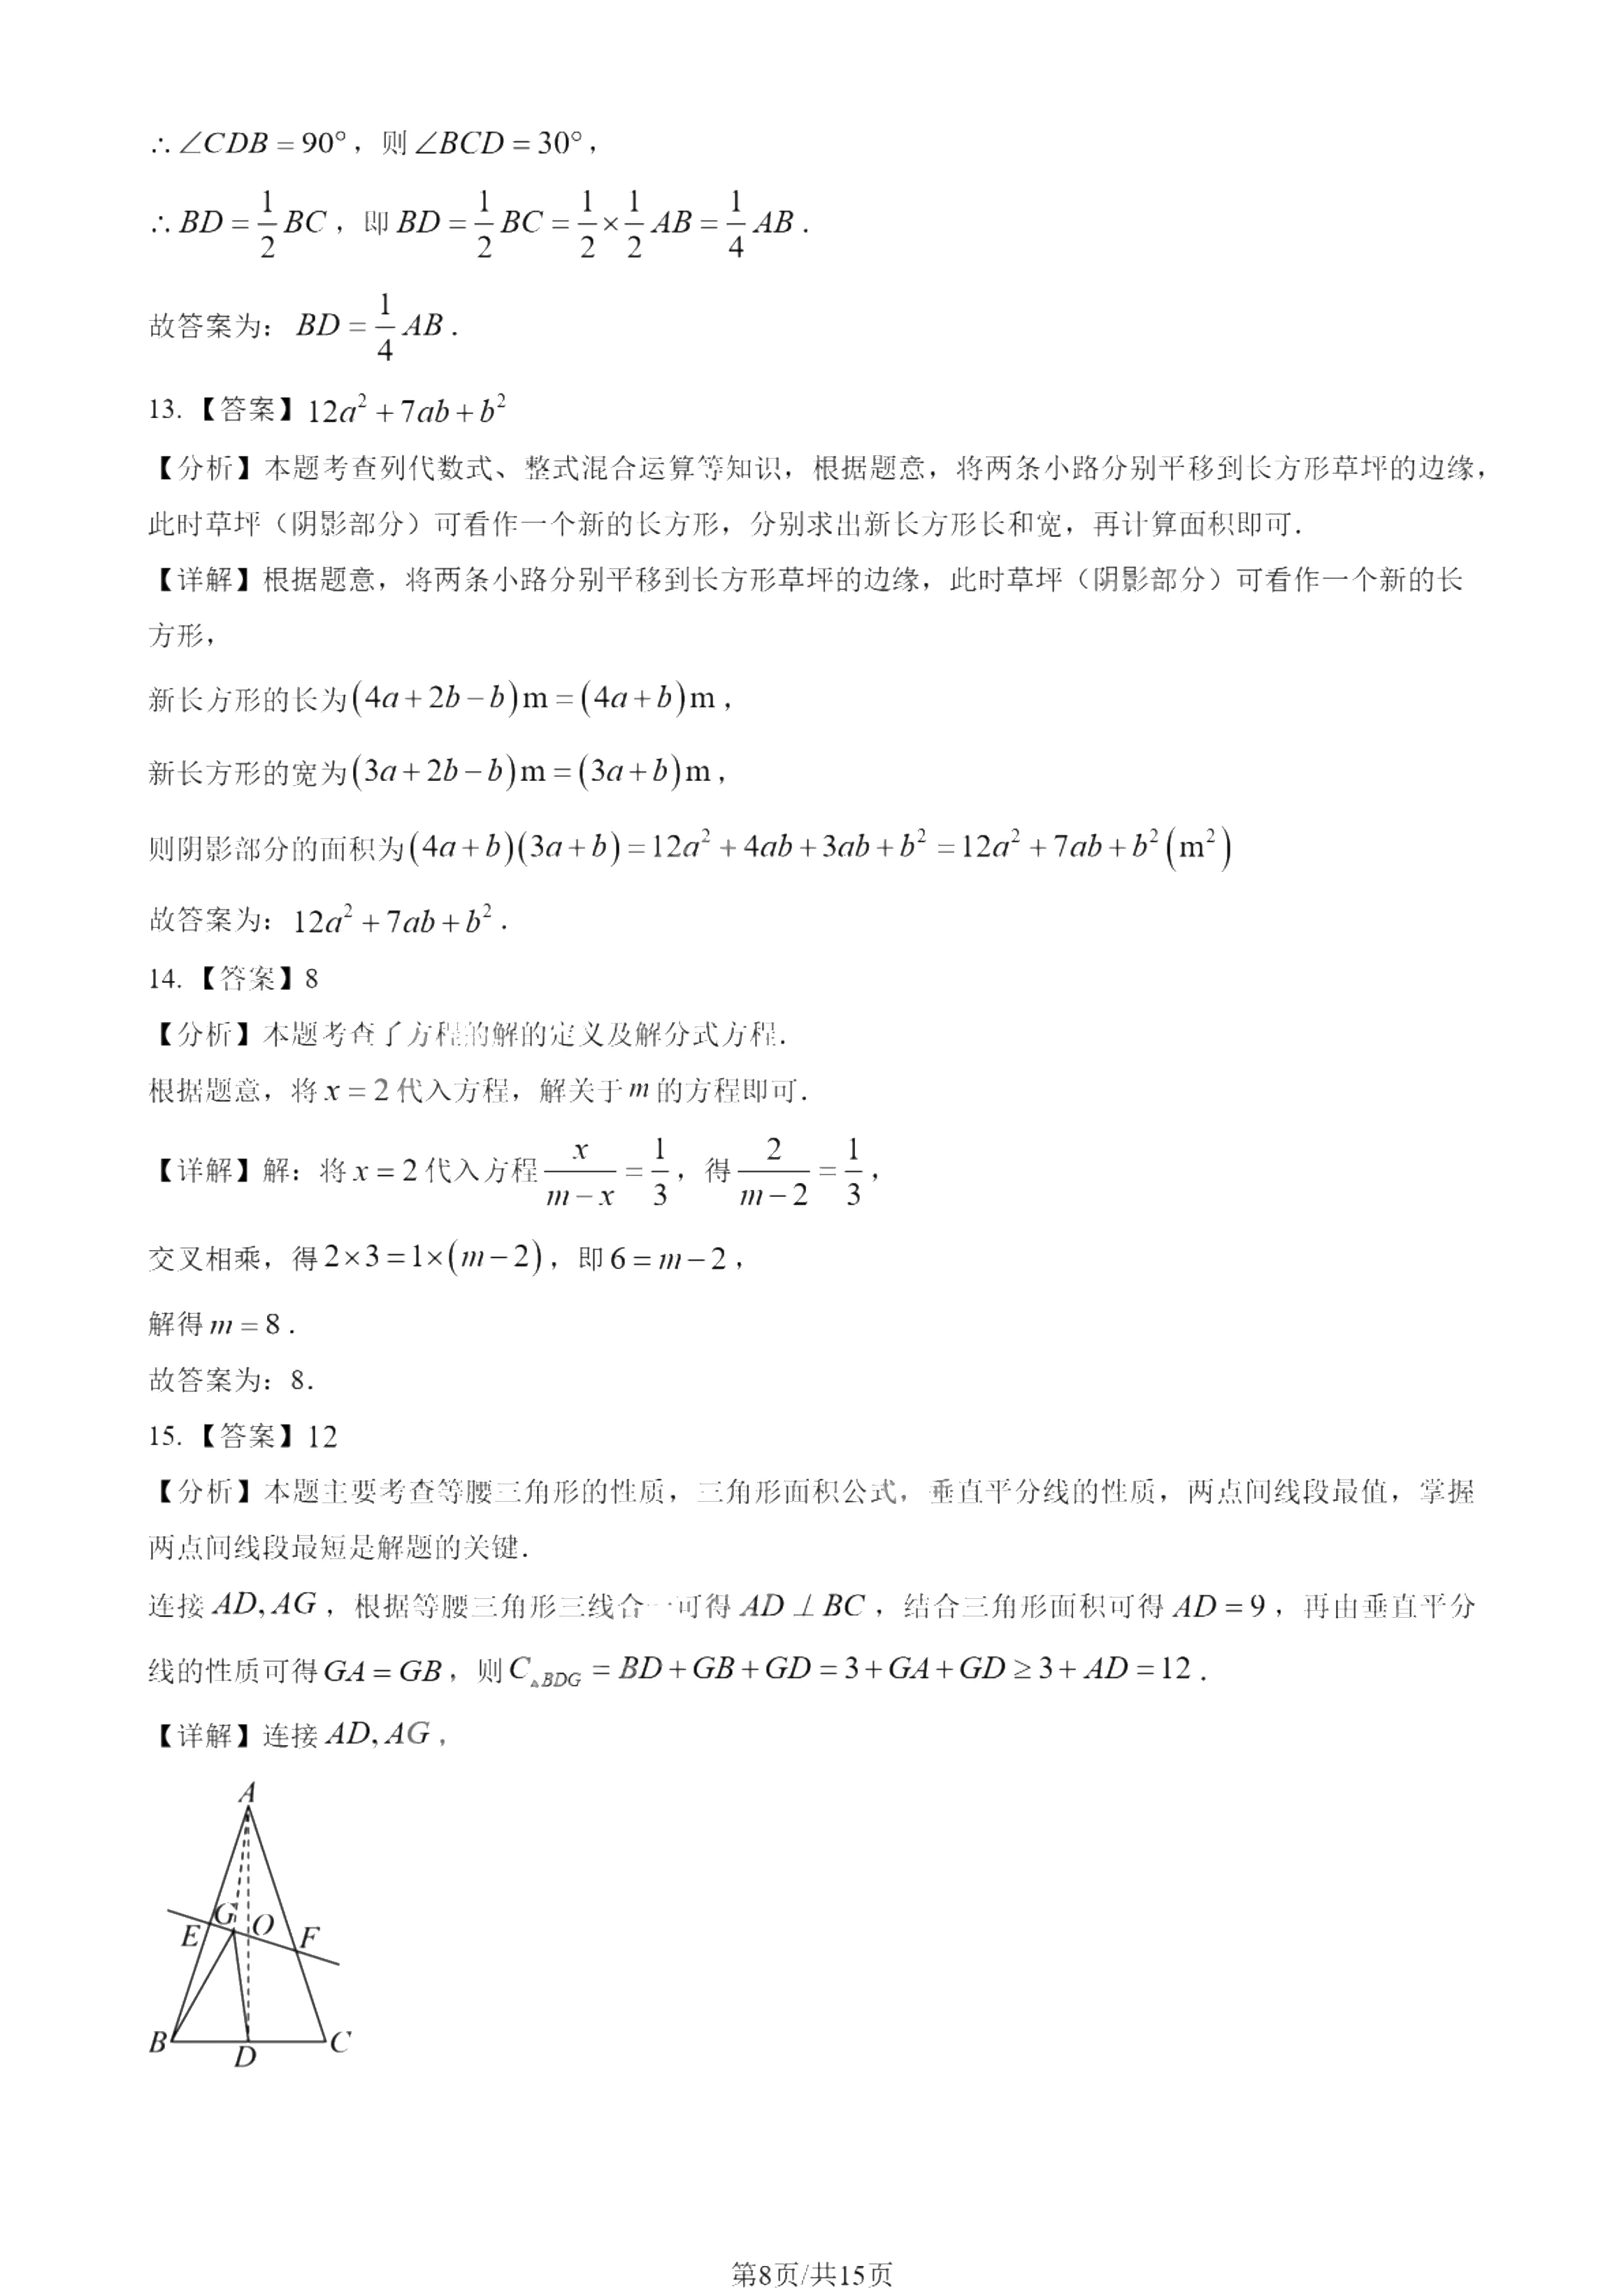 ∴∠CDB=90°，则∠BCD=30°，
∴BD=1/2 BC，即BD=1/2 BC=1/2×1/2 AB=1/4 AB．
故答案为：BD=1/4 AB．
13. 【答案】12a²+7ab+b²
【分析】本题考查列代数式、整式混合运算等知识，根据题意，将两条小路分别平移到长方形草坪的边缘，
此时草坪（阴影部分）可看作一个新的长方形，分别求出新长方形长和宽，再计算面积即可．
【详解】根据题意，将两条小路分别平移到长方形草坪的边缘，此时草坪（阴影部分）可看作一个新的长
方形，
新长方形的长为(4a+2b−b)m=(4a+b)m，
新长方形的宽为(3a+2b−b)m=(3a+b)m，
则阴影部分的面积为(4a+b)(3a+b)=12a²+4ab+3ab+b²=12a²+7ab+b²(m²)
故答案为：12a²+7ab+b²．
14. 【答案】8
【分析】本题考查了方程的解的定义及解分式方程．
根据题意，将x=2代入方程，解关于m的方程即可．
【详解】解：将x=2代入方程x/(m−x)=1/3，得2/(m−2)=1/3，
交叉相乘，得2×3=1×(m−2)，即6=m−2，
解得m=8．
故答案为：8．
15. 【答案】12
【分析】本题主要考查等腰三角形的性质，三角形面积公式，垂直平分线的性质，两点间线段最值，掌握
两点间线段最短是解题的关键．
连接AD,AG，根据等腰三角形三线合一可得AD⊥BC，结合三角形面积可得AD=9，再由垂直平分
线的性质可得GA=GB，则C△BDG=BD+GB+GD=3+GA+GD≥3+AD=12．
【详解】连接AD,AG，
A
G
E
O
F
B
D
C
第8页/共15页